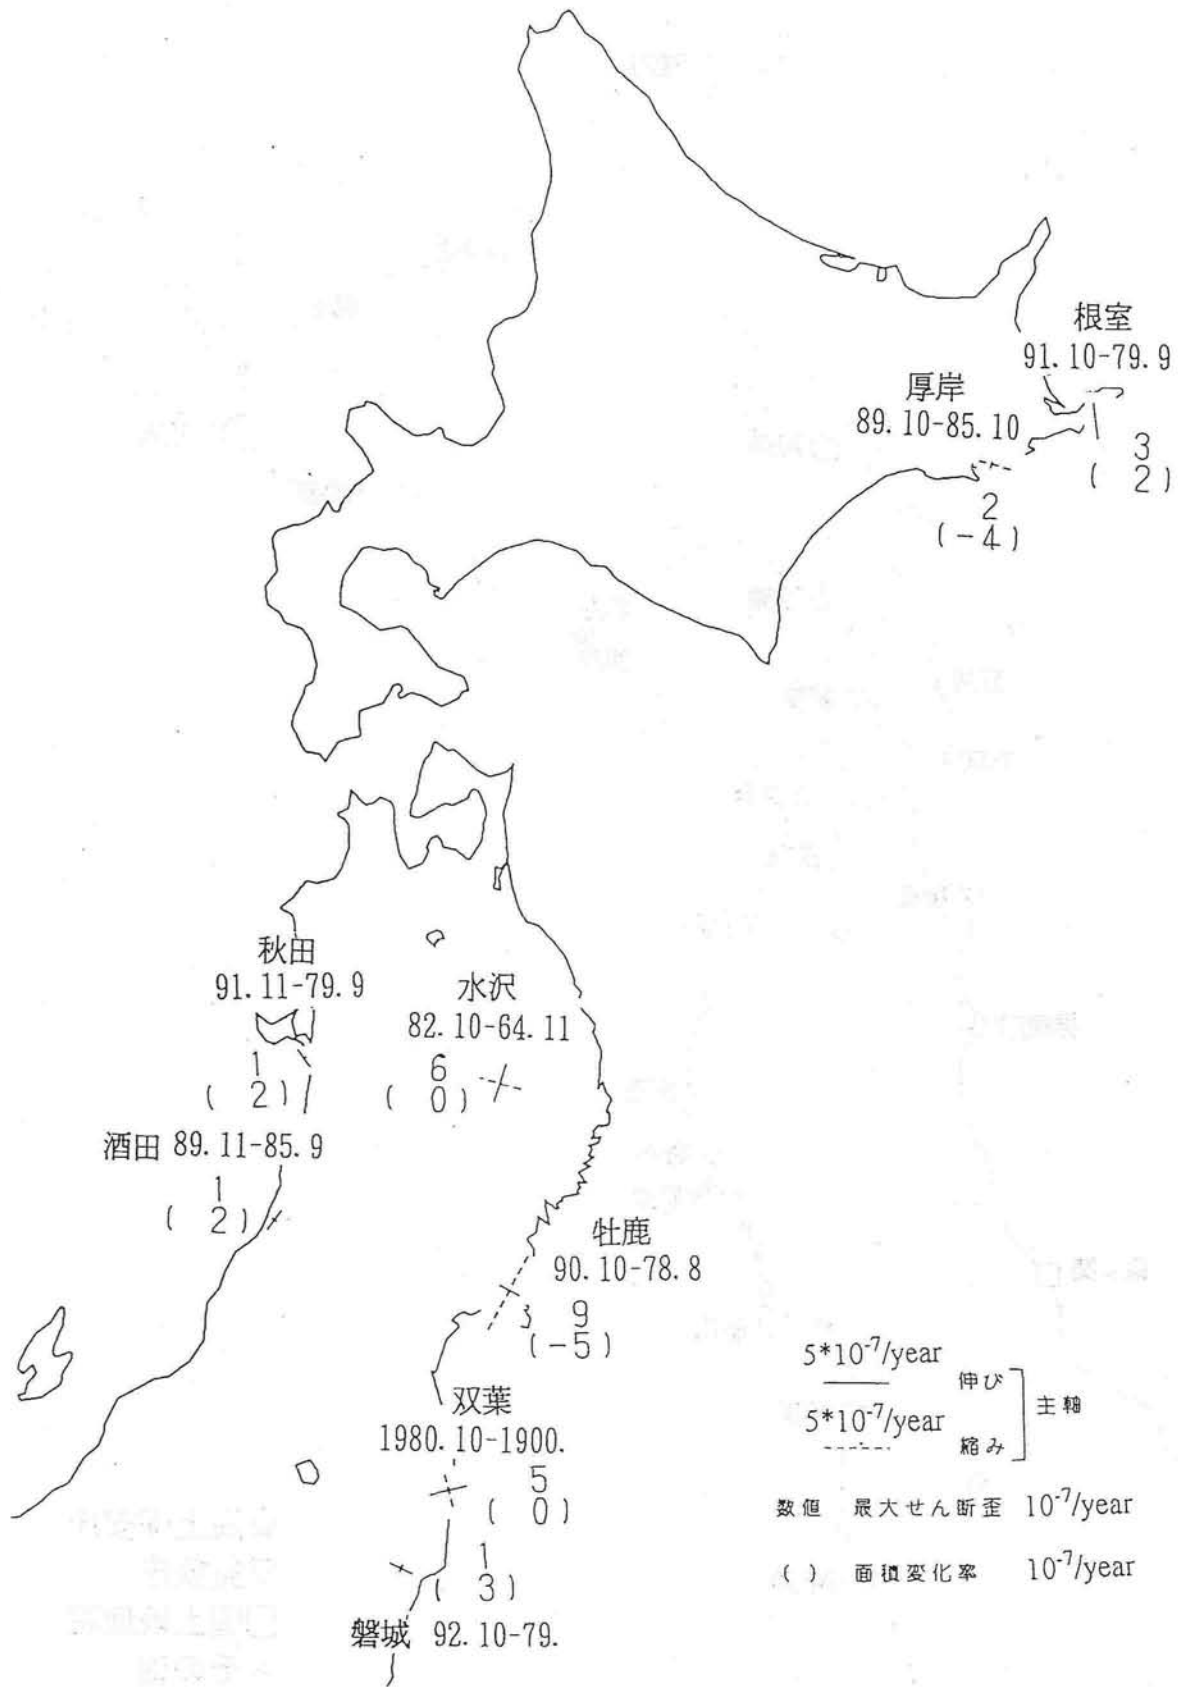 根室
91.10-79.9
3
( 2)
厚岸
89.10-85.10
2
(-4)
秋田
91.11-79.9
1
( 2)
水沢
82.10-64.11
6
( 0)
酒田 89.11-85.9
1
( 2)
牡鹿
90.10-78.8
9
(-5)
双葉
1980.10-1900.
5
( 0)
1
( 3)
磐城 92.10-79.
5*10⁻⁷/year
伸び
5*10⁻⁷/year
縮み
主軸
数値 最大せん断歪 10⁻⁷/year
( ) 面積変化率 10⁻⁷/year